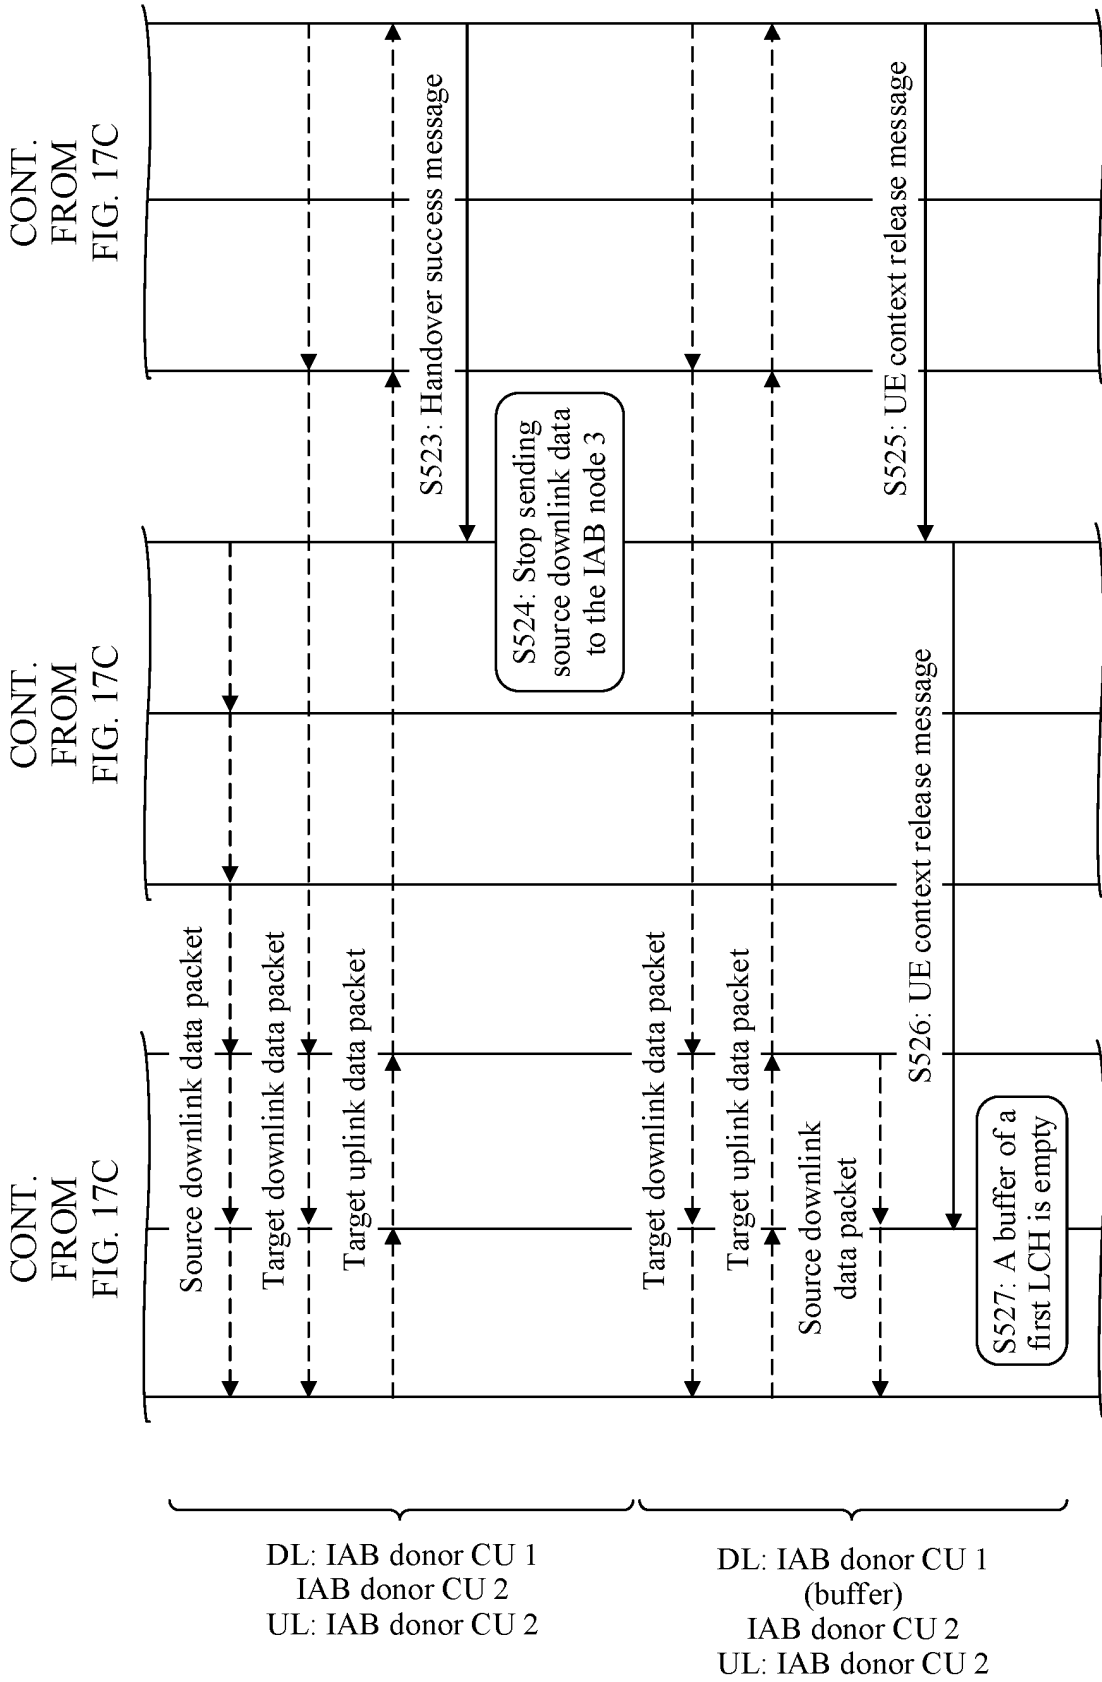 CONT.
FROM
FIG. 17C
CONT.
FROM
FIG. 17C
CONT.
FROM
FIG. 17C
Source downlink data packet
Target downlink data packet
Target uplink data packet
S523: Handover success message
S524: Stop sending
source downlink data
to the IAB node 3
Target downlink data packet
Target uplink data packet
Source downlink
data packet
S525: UE context release message
S526: UE context release message
S527: A buffer of a
first LCH is empty
DL: IAB donor CU 1
IAB donor CU 2
UL: IAB donor CU 2
DL: IAB donor CU 1
(buffer)
IAB donor CU 2
UL: IAB donor CU 2